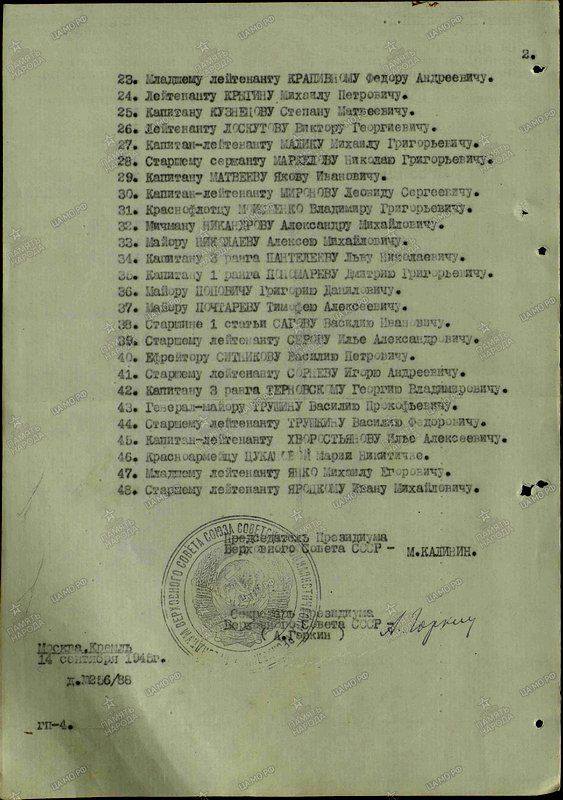 2.
23. Младшему лейтенанту КРАПИВНОМУ Федору Андреевичу.
24. Лейтенанту КРЫГИНУ Михаилу Петровичу.
25. Капитану КУЗНЕЦОВУ Степану Матвеевичу.
26. Лейтенанту ЛОСКУТОВУ Виктору Георгиевичу.
27. Капитан-лейтенанту МАЛИКУ Михаилу Григорьевичу.
28. Старшему сержанту МАРКЕЛОВУ Николаю Григорьевичу.
29. Капитану МАТВЕЕВУ Якову Ивановичу.
30. Капитан-лейтенанту МИРОНОВУ Леониду Сергеевичу.
31. Краснофлотцу МОИСЕЕНКО Владимиру Григорьевичу.
32. Мичману НИКАНДРОВУ Александру Михайловичу.
33. Майору НИКОЛАЕВУ Алексею Михайловичу.
34. Капитану 3 ранга ПАНТЕЛЕЕВУ Льву Николаевичу.
35. Капитану 1 ранга ПОНОМАРЕВУ Дмитрию Григорьевичу.
36. Майору ПОПОВИЧУ Григорию Даниловичу.
37. Майору ПОЧТАРЕВУ Тимофею Алексеевичу.
38. Старшине 1 статьи САГОВУ Василию Ивановичу.
39. Старшему лейтенанту СЕРОВУ Илье Александровичу.
40. Ефрейтору СИТНИКОВУ Василию Петровичу.
41. Старшему лейтенанту СОРНЕВУ Игорю Андреевичу.
42. Капитану 3 ранга ТЕРНОВСКОМУ Георгию Владимировичу.
43. Генерал-майору ТРУШИНУ Василию Прокофьевичу.
44. Старшему лейтенанту ТРУШКИНУ Василию Федоровичу.
45. Капитан-лейтенанту ХВОРОСТЬЯНОВУ Илье Алексеевичу.
46. Красноармейцу ЦУКАНОВОЙ Марии Никитичне.
47. Младшему лейтенанту ЯНКО Михаилу Егоровичу.
48. Старшему лейтенанту ЯРОЦКОМУ Ивану Михайловичу.
Председатель Президиума
Верховного Совета СССР - М.КАЛИНИН.
Секретарь Президиума
Верховного Совета СССР - А. Горкин
( А.Горкин )
Москва,Кремль
14 сентября 1945г.
д.№256/88
гп-4.